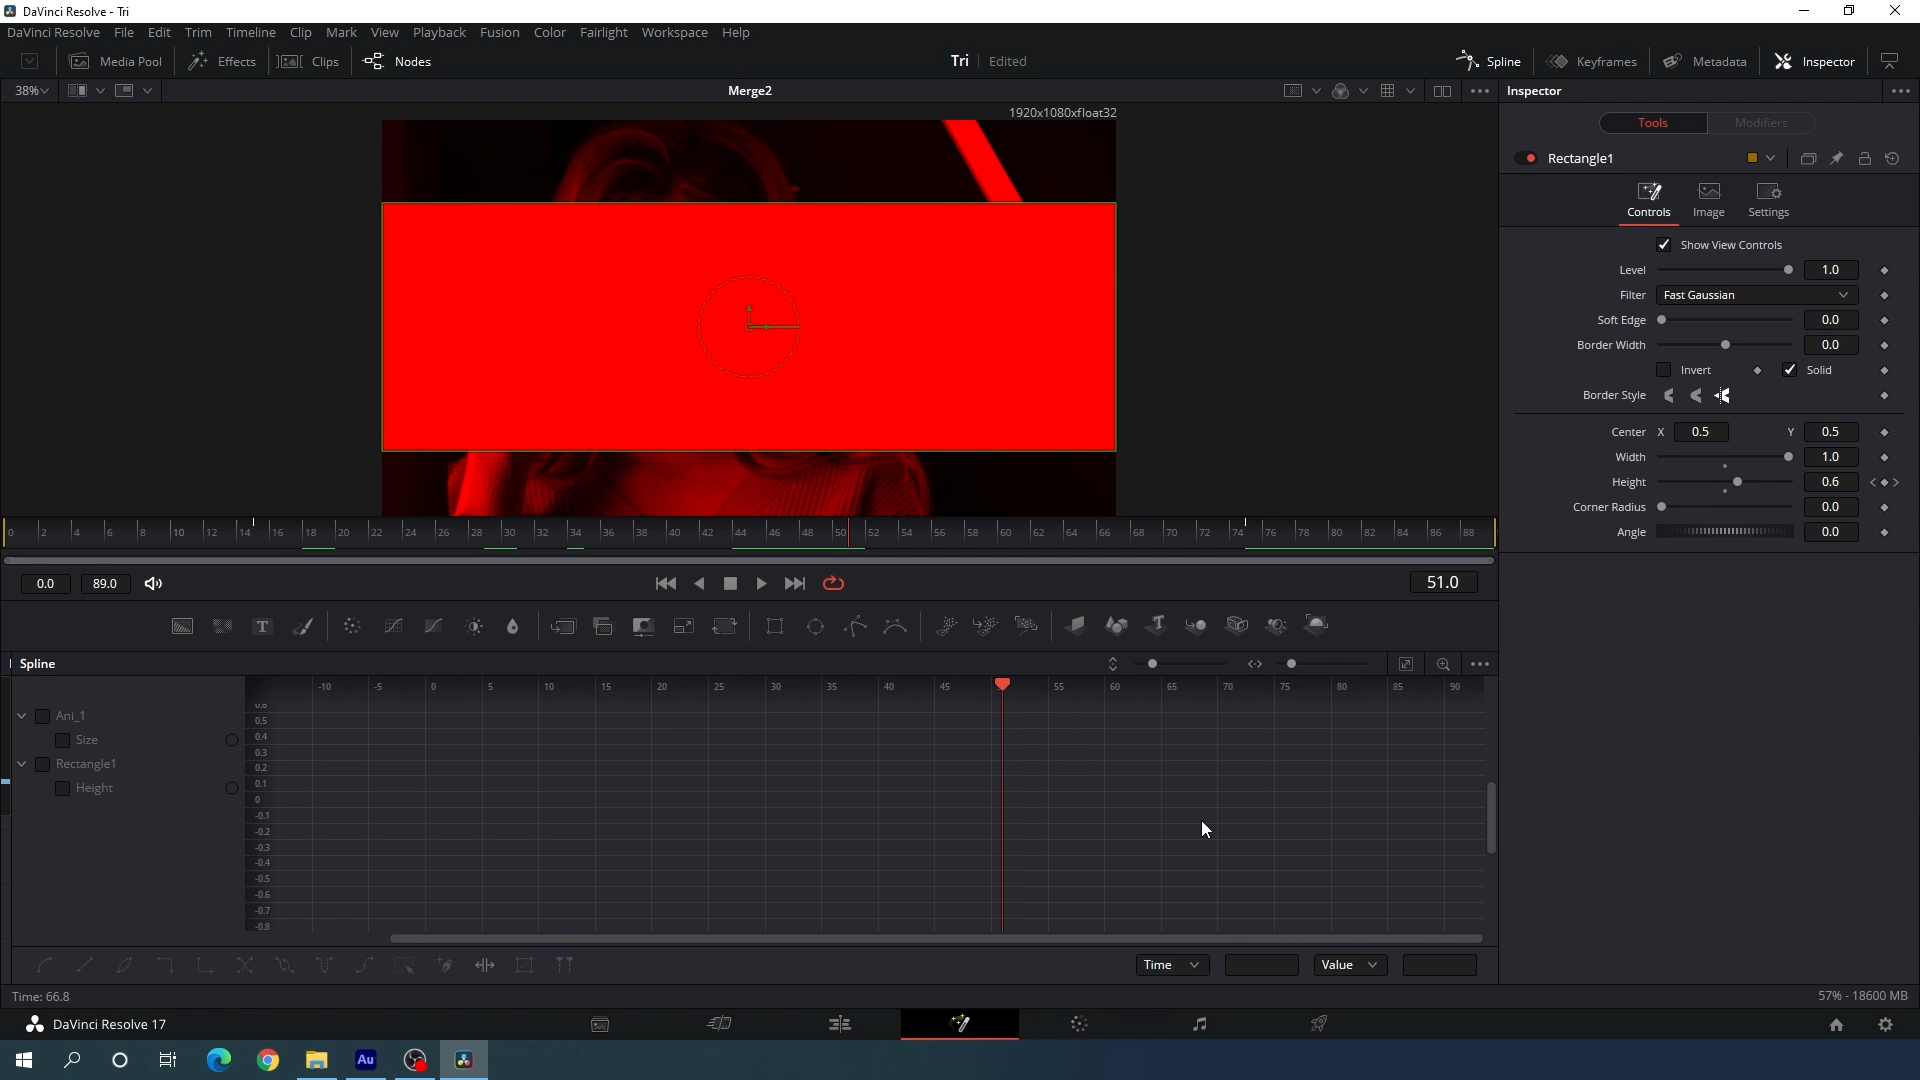 DaVinci Resolve - Tri
DaVinci Resolve File Edit Trim Timeline Clip Mark View Playback Fusion Color Fairlight Workspace Help
Media Pool Effects Clips Nodes Tri Edited Spline Keyframes Metadata Inspector
38% Merge2 Inspector
1920x1080xfloat32
Tools Modifiers
Rectangle1
Controls Image Settings
Show View Controls
Level 1.0
Filter Fast Gaussian
Soft Edge 0.0
Border Width 0.0
Invert Solid
Border Style
Center X 0.5 Y 0.5
Width 1.0
Height 0.6
Corner Radius 0.0
Angle 0.0
0 2 4 6 8 10 12 14 16 18 20 22 24 26 28 30 32 34 36 38 40 42 44 46 48 50 52 54 56 58 60 62 64 66 68 70 72 74 76 78 80 82 84 86 88
0.0 89.0 51.0
T T
Spline
-10 -5 0 5 10 15 20 25 30 35 40 45 55 60 65 70 75 80 85 90
Ani_1
Size
Rectangle1
Height
0.6
0.5
0.4
0.3
0.2
0.1
0
-0.1
-0.2
-0.3
-0.4
-0.5
-0.6
-0.7
-0.8
Time Value
Time: 66.8 57% - 18600 MB
DaVinci Resolve 17
Au